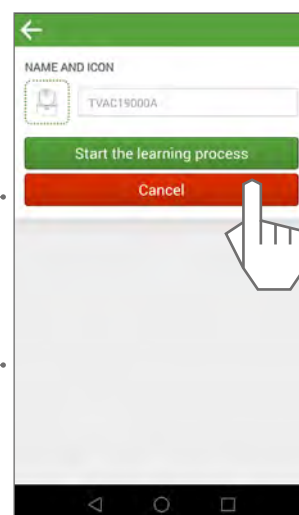 NAME AND ICON
TVAC19000A
Start the learning process
Cancel